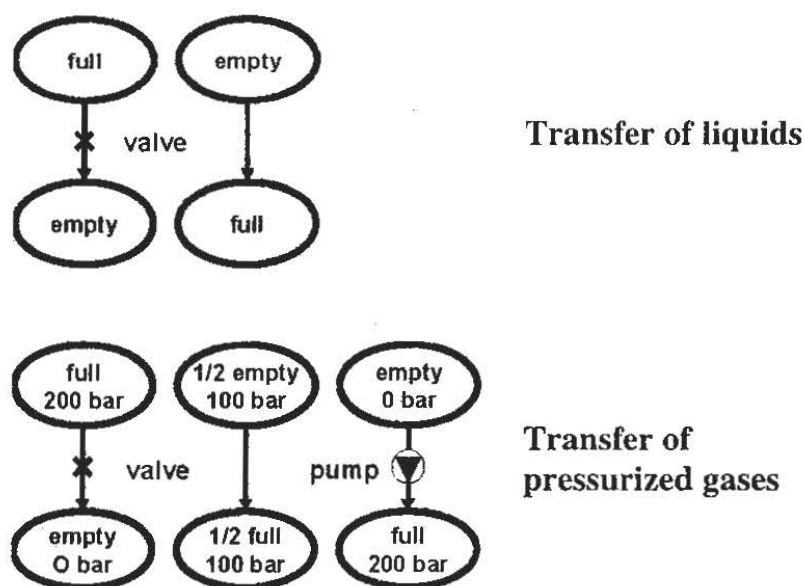 full
empty
valve
empty
full
Transfer of liquids
full
200 bar
1/2 empty
100 bar
empty
0 bar
valve
pump
empty
O bar
1/2 full
100 bar
full
200 bar
Transfer of
pressurized gases